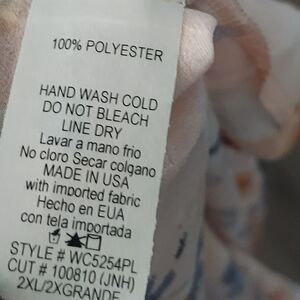 100% POLYESTER
HAND WASH COLD
DO NOT BLEACH
LINE DRY
Lavar a mano frio
No cloro Secar colgano
MADE IN USA
with imported fabric
Hecho en EUA
con tela importada
STYLE # WC5254PL
CUT # 100810 (JNH)
2XL/2XGRANDE